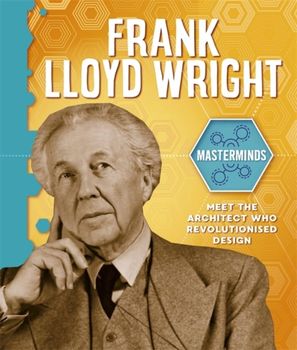 FRANK
LLOYD WRIGHT
MASTERMINDS
MEET THE
ARCHITECT WHO
REVOLUTIONISED
DESIGN